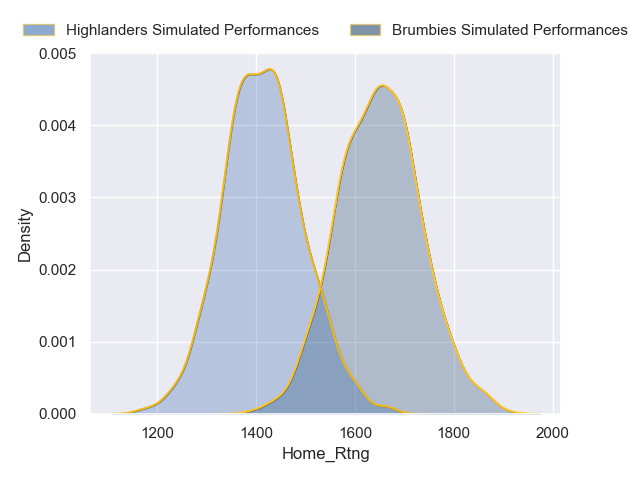 Highlanders Simulated Performances
Brumbies Simulated Performances
0.005
0.004
0.003
0.002
0.001
0.000
Density
1200
1400
1600
1800
2000
Home_Rtng